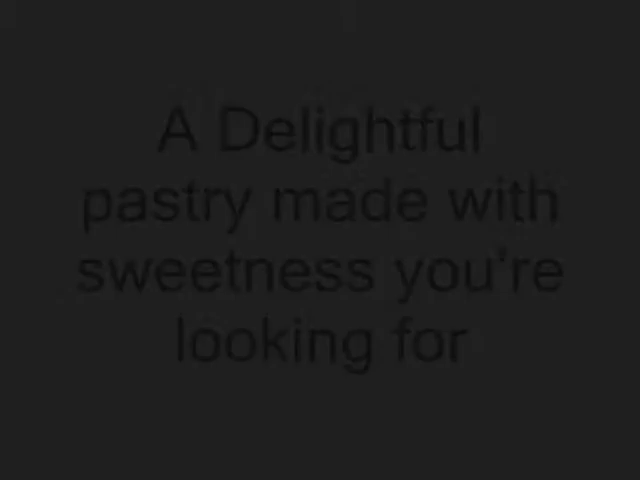 A Delightful
pastry made with
sweetness you're
looking for